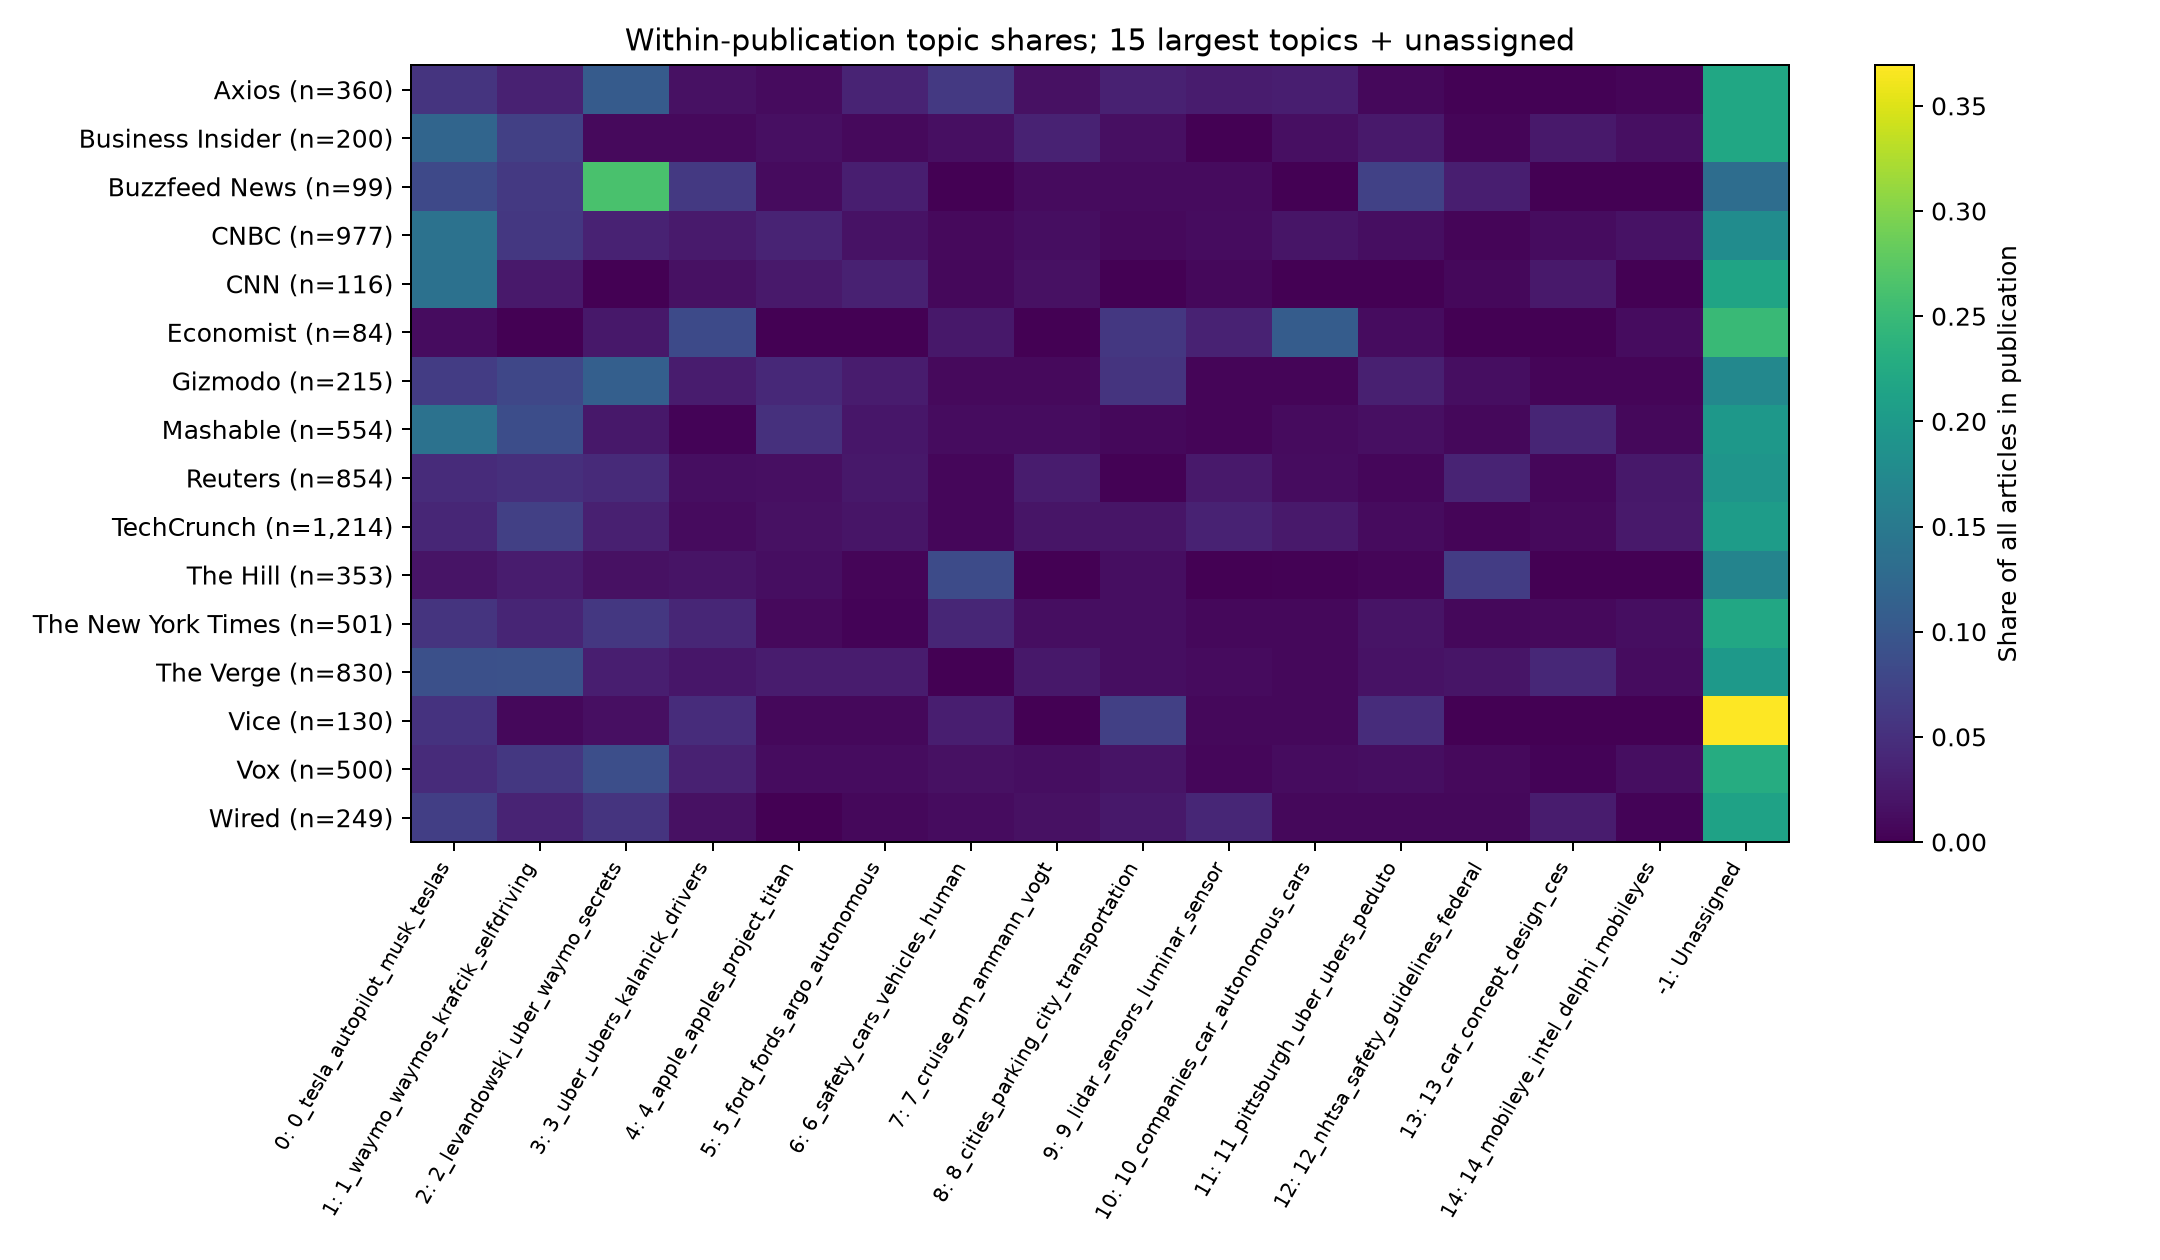 Within-publication topic shares; 15 largest topics + unassigned
Axios (n=360)
Business Insider (n=200)
Buzzfeed News (n=99)
CNBC (n=977)
CNN (n=116)
Economist (n=84)
Gizmodo (n=215)
Mashable (n=554)
Reuters (n=854)
TechCrunch (n=1,214)
The Hill (n=353)
The New York Times (n=501)
The Verge (n=830)
Vice (n=130)
Vox (n=500)
Wired (n=249)
0: 0_tesla_autopilot_musk_teslas
1: 1_waymo_waymos_krafcik_selfdriving
2: 2_levandowski_uber_waymo_secrets
3: 3_uber_ubers_kalanick_drivers
4: 4_apple_apples_project_titan
5: 5_ford_fords_argo_autonomous
6: 6_safety_cars_vehicles_human
7: 7_cruise_gm_ammann_vogt
8: 8_cities_parking_city_transportation
9: 9_lidar_sensors_luminar_sensor
10: 10_companies_car_autonomous_cars
11: 11_pittsburgh_uber_ubers_peduto
12: 12_nhtsa_safety_guidelines_federal
13: 13_car_concept_design_ces
14: 14_mobileye_intel_delphi_mobileyes
-1: Unassigned
0.35
0.30
0.25
0.20
0.15
0.10
0.05
0.00
Share of all articles in publication